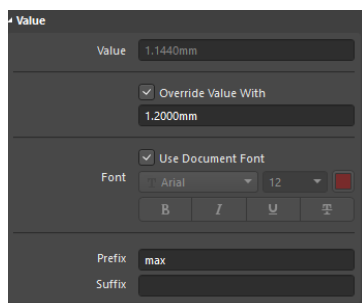 Value
Value 1.1440mm
Override Value With
1.2000mm
Use Document Font
Font T Arial 12
B I U T
Prefix max
Suffix